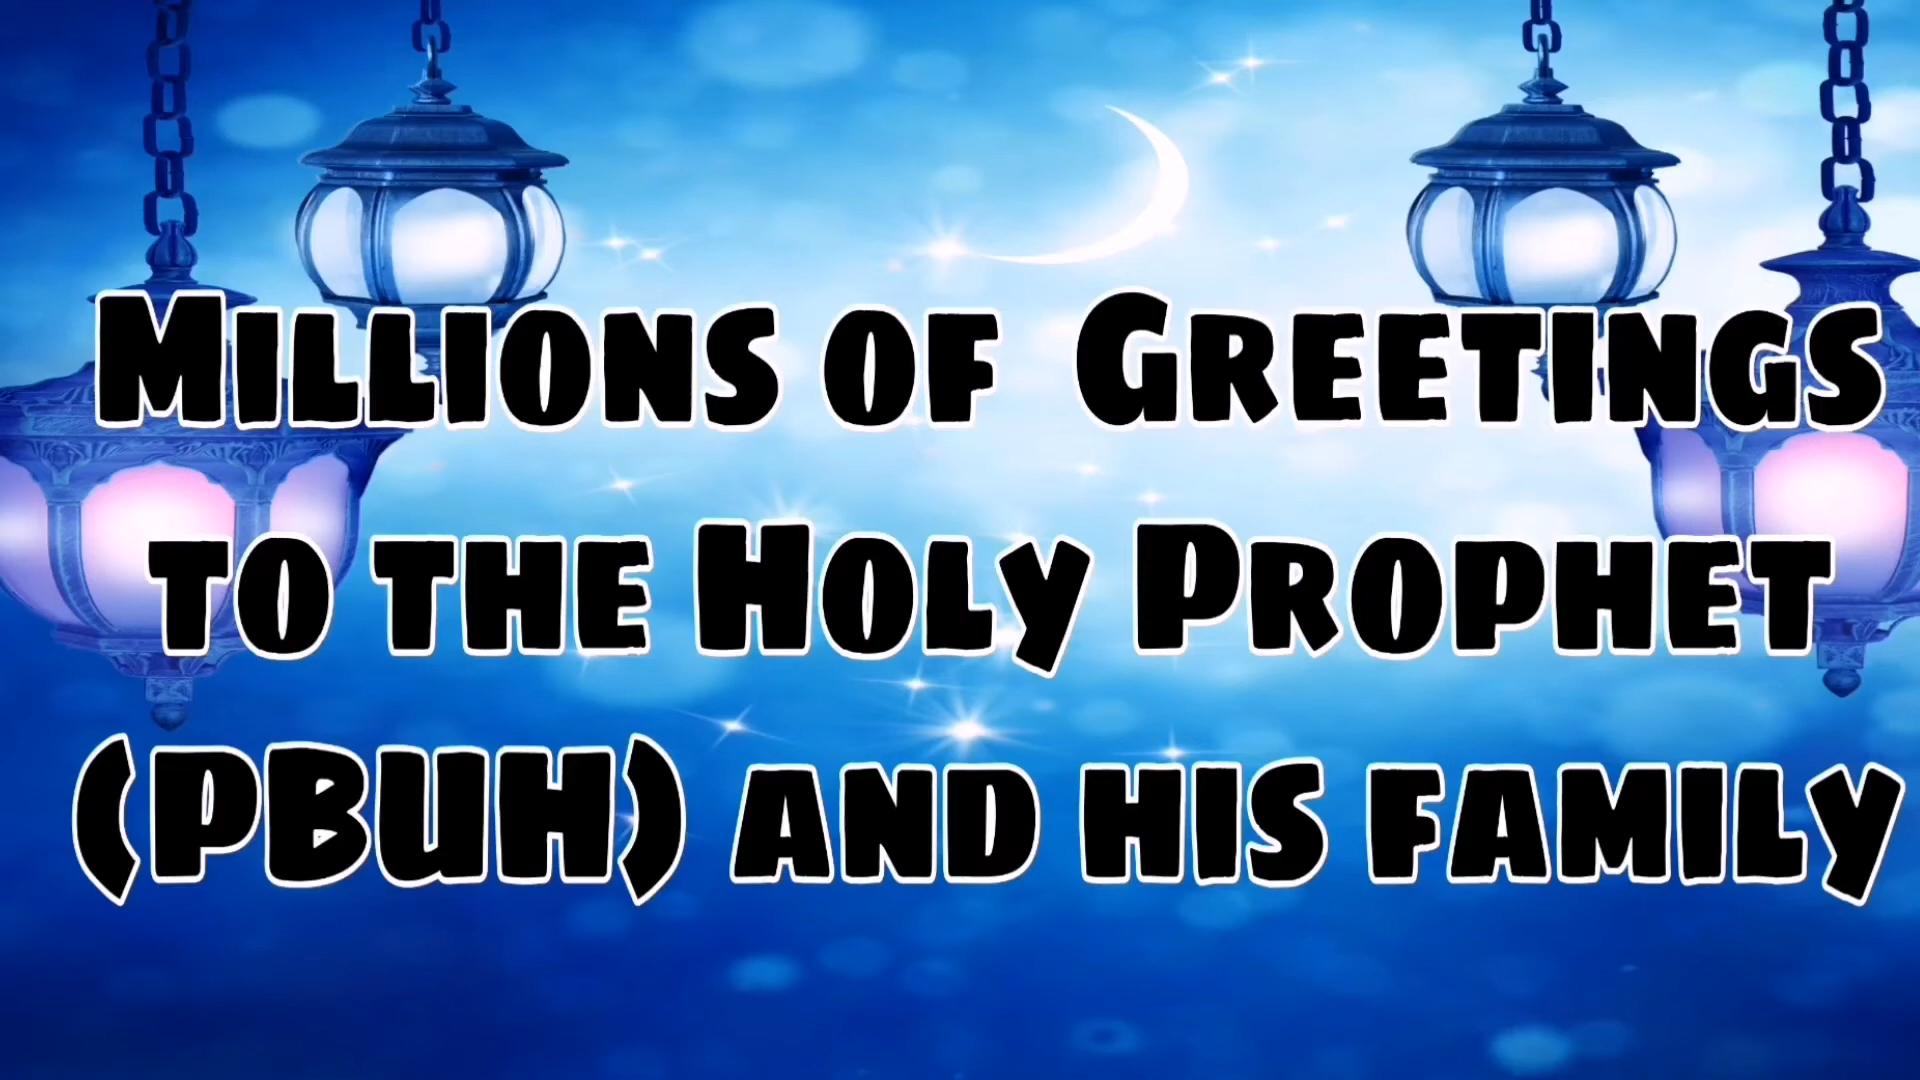 Millions of Greetings
to the Holy Prophet
(PBUH) and his family